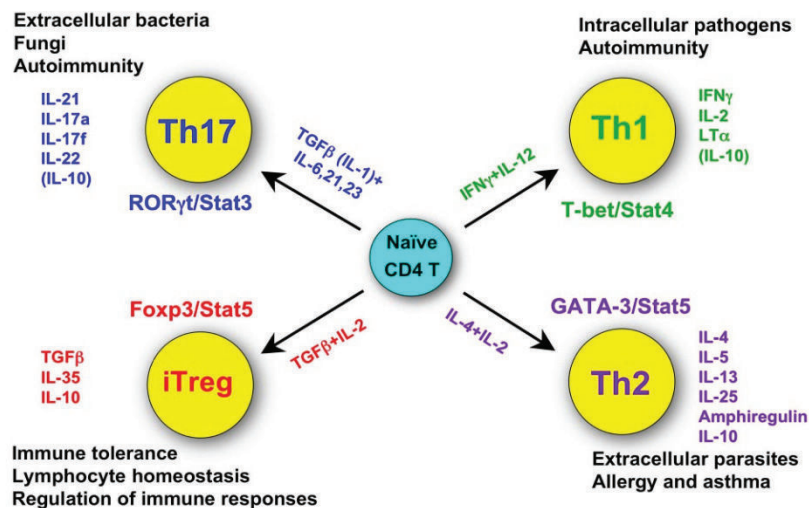 Extracellular bacteria
Fungi
Autoimmunity
IL-21
IL-17a
IL-17f
IL-22
(IL-10)
Th17
RORγt/Stat3
TGFβ (IL-1)+
IL-6,21,23
Intracellular pathogens
Autoimmunity
IFNγ+IL-12
Th1
T-bet/Stat4
IFNγ
IL-2
LTα
(IL-10)
Naïve
CD4 T
Foxp3/Stat5
TGFβ
IL-35
IL-10
iTreg
TGFβ+IL-2
Immune tolerance
Lymphocyte homeostasis
Regulation of immune responses
GATA-3/Stat5
IL-4+IL-2
Th2
IL-4
IL-5
IL-13
IL-25
Amphiregulin
IL-10
Extracellular parasites
Allergy and asthma